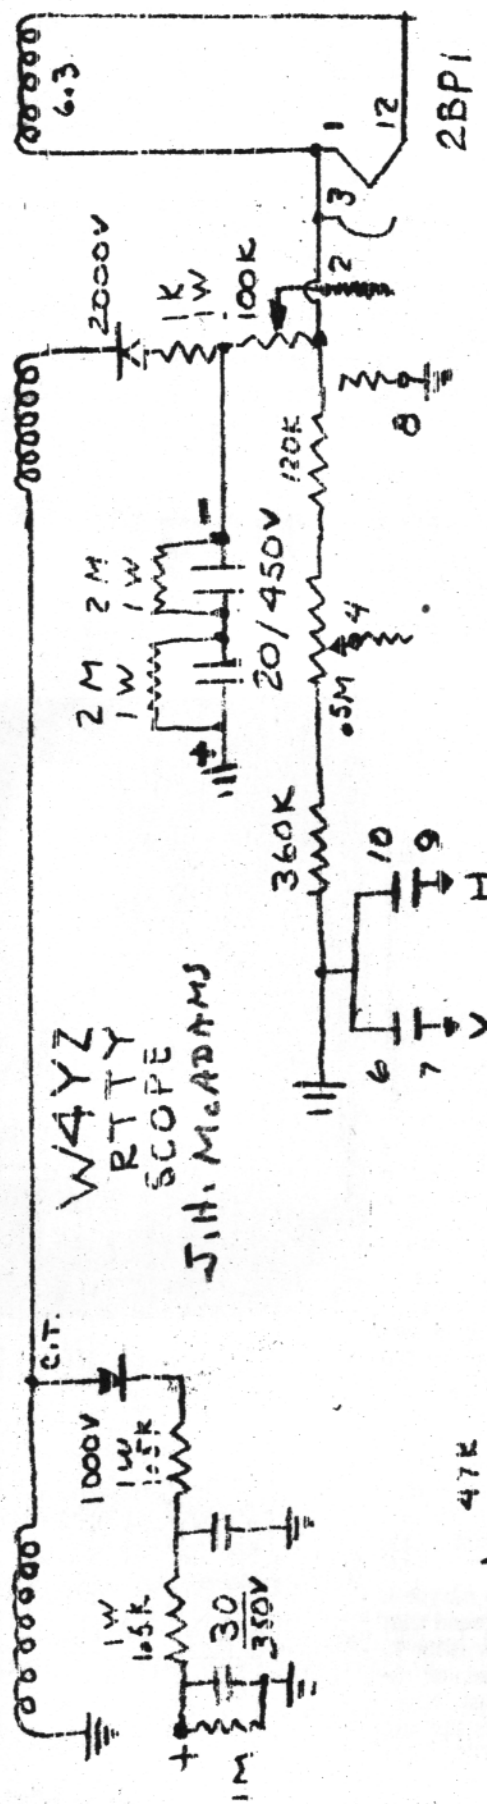 W4YZ
RTTY
SCOPE
J.H. McADAMS
C.T.
1000V
1W
1.5K
1W
1.5K
30
350V
+
1M
6.3
2000V
1K
1W
100K
2M
1W
2M
1W
+
-
20/450V
1
12
3
2
2BP1
120K
8
.5M
4
360K
6
7
V
10
9
H
47K